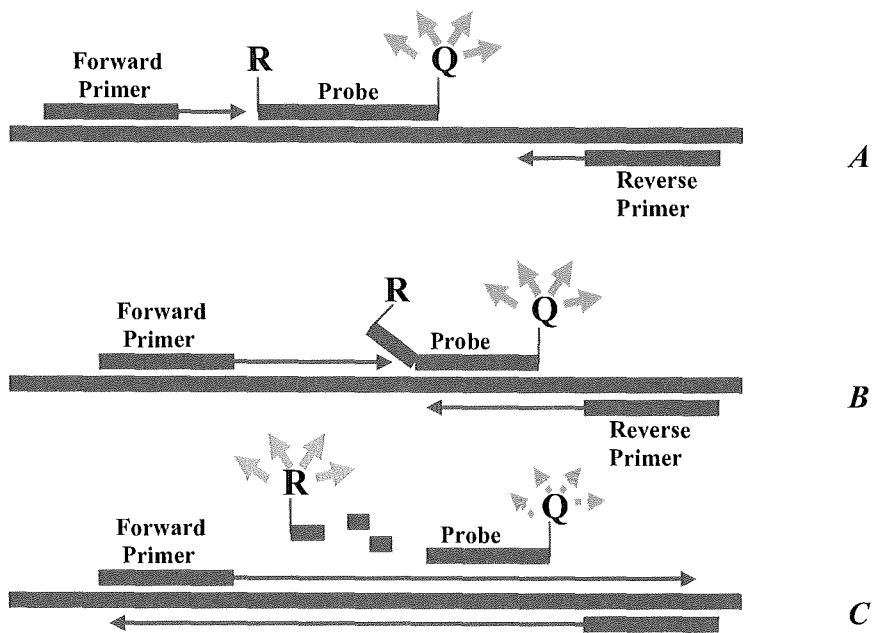 Forward
Primer
R
Probe
Q
Reverse
Primer
A
Forward
Primer
R
Probe
Q
Reverse
Primer
B
Forward
Primer
R
Probe
Q
C